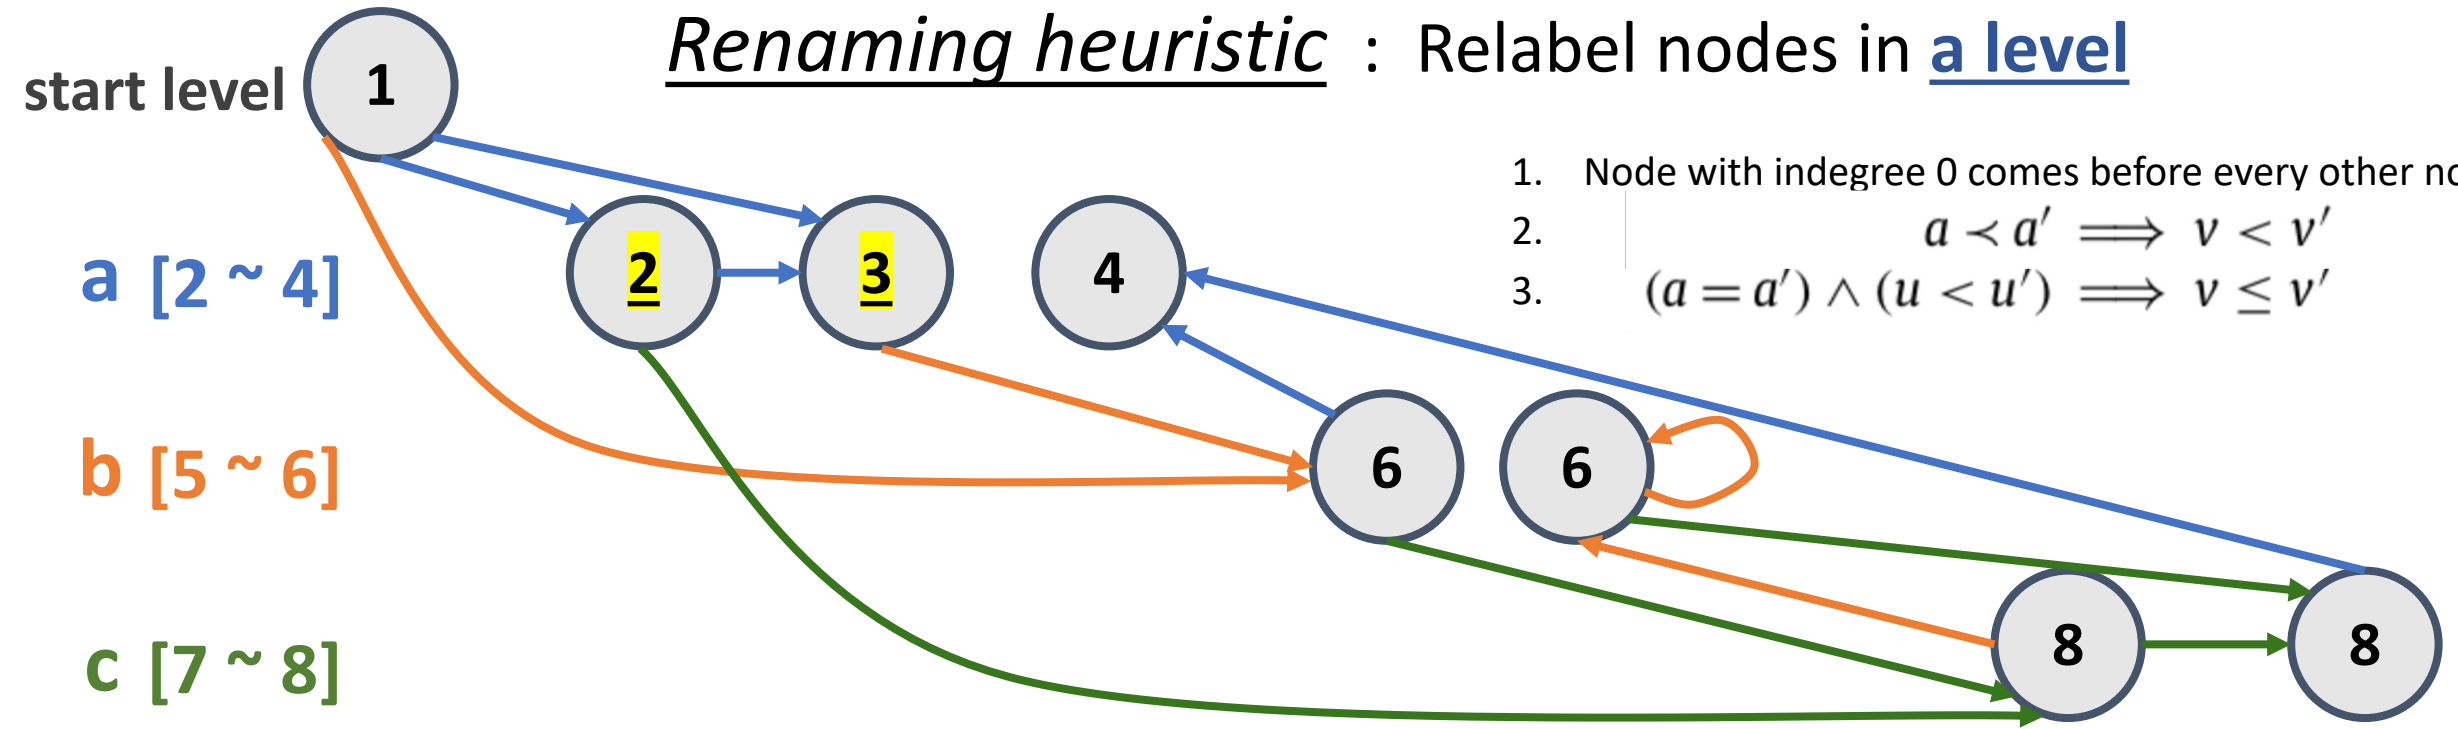 Renaming heuristic : Relabel nodes in a level
start level 1
1. Node with indegree 0 comes before every other
2. a ≺ a′ ⟹ v < v′
3. (a = a′) ∧ (u < u′) ⟹ v ≤ v′
a [2 ~ 4] 2 3 4
b [5 ~ 6] 6 6
c [7 ~ 8] 8 8